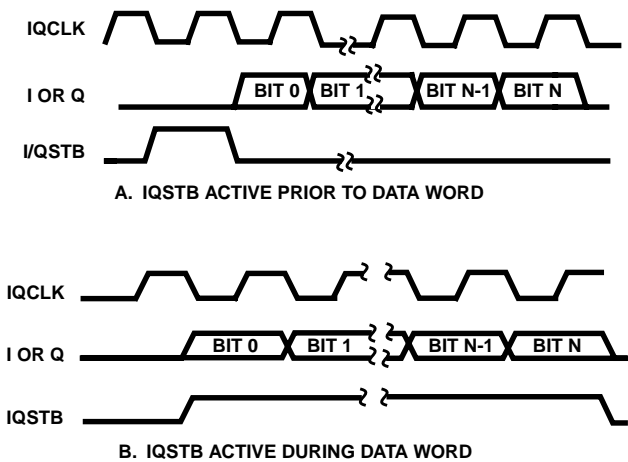 IQCLK
I OR Q BIT 0 BIT 1 BIT N-1 BIT N
I/QSTB
A. IQSTB ACTIVE PRIOR TO DATA WORD
IQCLK
I OR Q BIT 0 BIT 1 BIT N-1 BIT N
IQSTB
B. IQSTB ACTIVE DURING DATA WORD